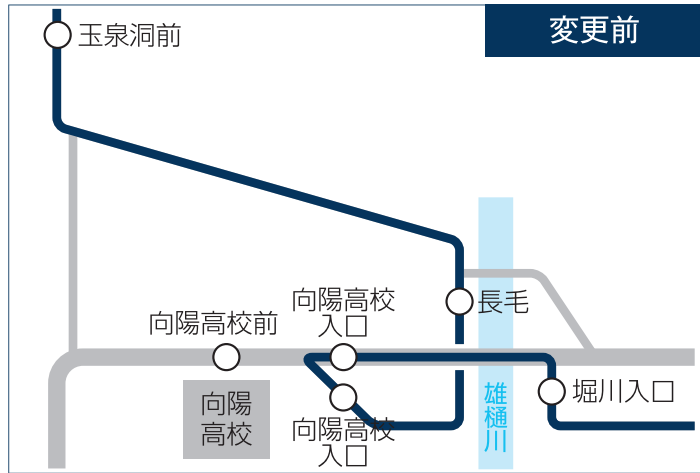 変更前
玉泉洞前
向陽高校
入口
長毛
向陽高校前
堀川入口
向陽
高校
雄樋川
向陽高校
入口